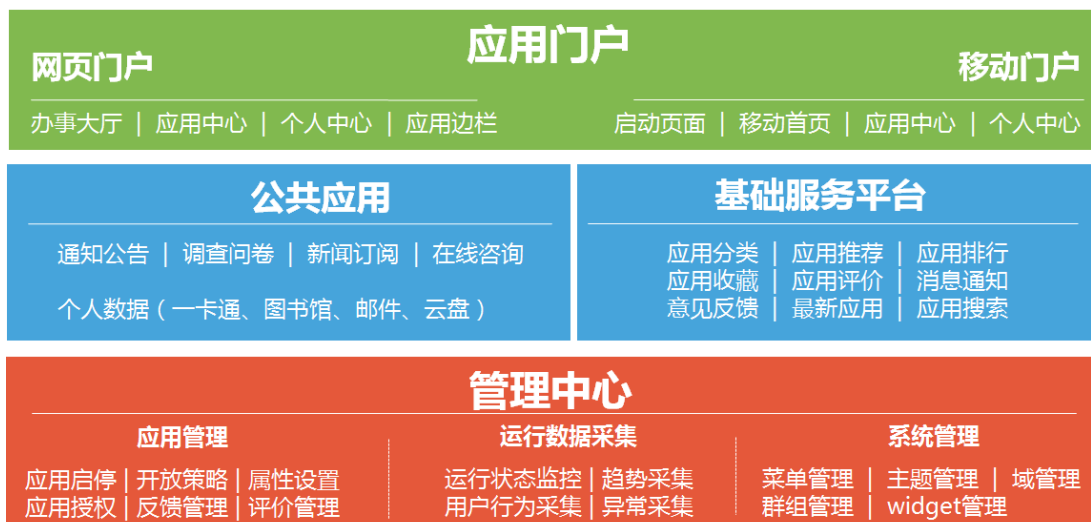 应用门户
网页门户
移动门户
办事大厅 | 应用中心 | 个人中心 | 应用边栏
启动页面 | 移动首页 | 应用中心 | 个人中心
公共应用
通知公告 | 调查问卷 | 新闻订阅 | 在线咨询
个人数据（一卡通、图书馆、邮件、云盘）
基础服务平台
应用分类 | 应用推荐 | 应用排行
应用收藏 | 应用评价 | 消息通知
意见反馈 | 最新应用 | 应用搜索
管理中心
应用管理
应用启停 | 开放策略 | 属性设置
应用授权 | 反馈管理 | 评价管理
运行数据采集
运行状态监控 | 趋势采集
用户行为采集 | 异常采集
系统管理
菜单管理 | 主题管理 | 域管理
群组管理 | widget管理